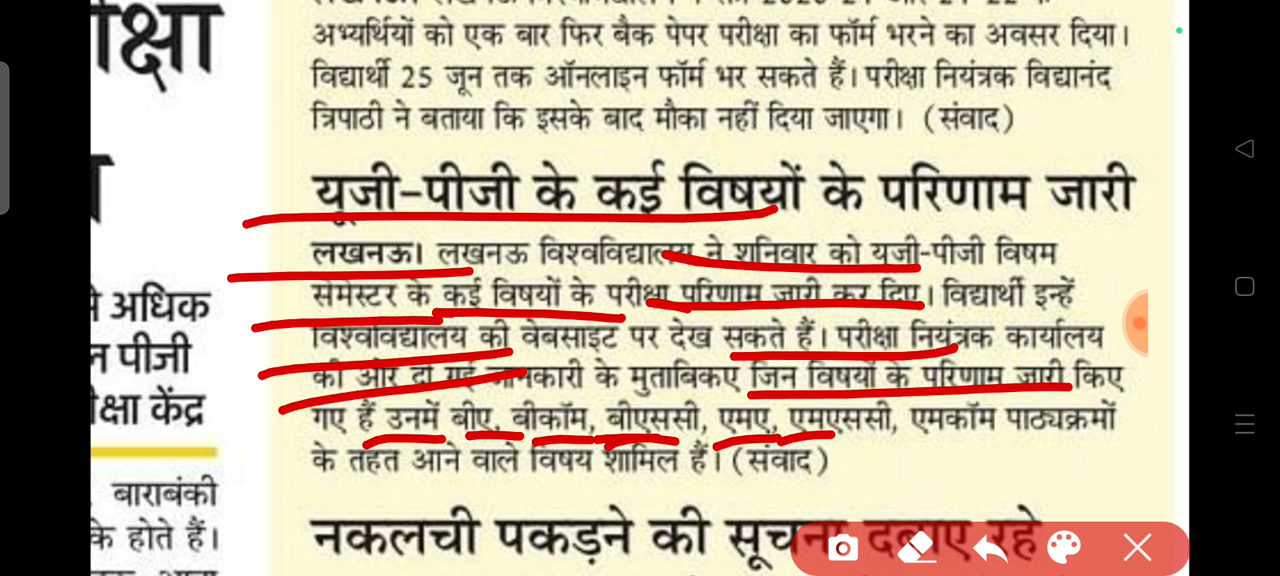 अभ्यर्थियों को एक बार फिर बैक पेपर परीक्षा का फॉर्म भरने का अवसर दिया।
विद्यार्थी 25 जून तक ऑनलाइन फॉर्म भर सकते हैं। परीक्षा नियंत्रक विद्यानंद
त्रिपाठी ने बताया कि इसके बाद मौका नहीं दिया जाएगा। (संवाद)
यूजी-पीजी के कई विषयों के परिणाम जारी
लखनऊ। लखनऊ विश्वविद्यालय ने शनिवार को यूजी-पीजी विषम
सेमेस्टर के कई विषयों के परीक्षा परिणाम जारी कर दिए। विद्यार्थी इन्हें
विश्वविद्यालय की वेबसाइट पर देख सकते हैं। परीक्षा नियंत्रक कार्यालय
की ओर दी गई जानकारी के मुताबिकए जिन विषयों के परिणाम जारी किए
गए हैं उनमें बीए, बीकॉम, बीएससी, एमए, एमएससी, एमकॉम पाठ्यक्रमों
के तहत आने वाले विषय शामिल हैं। (संवाद)
नकलची पकड़ने की सूचना दबाए रहे
अधिक
पीजी
केंद्र
बाराबंकी
के होते हैं।